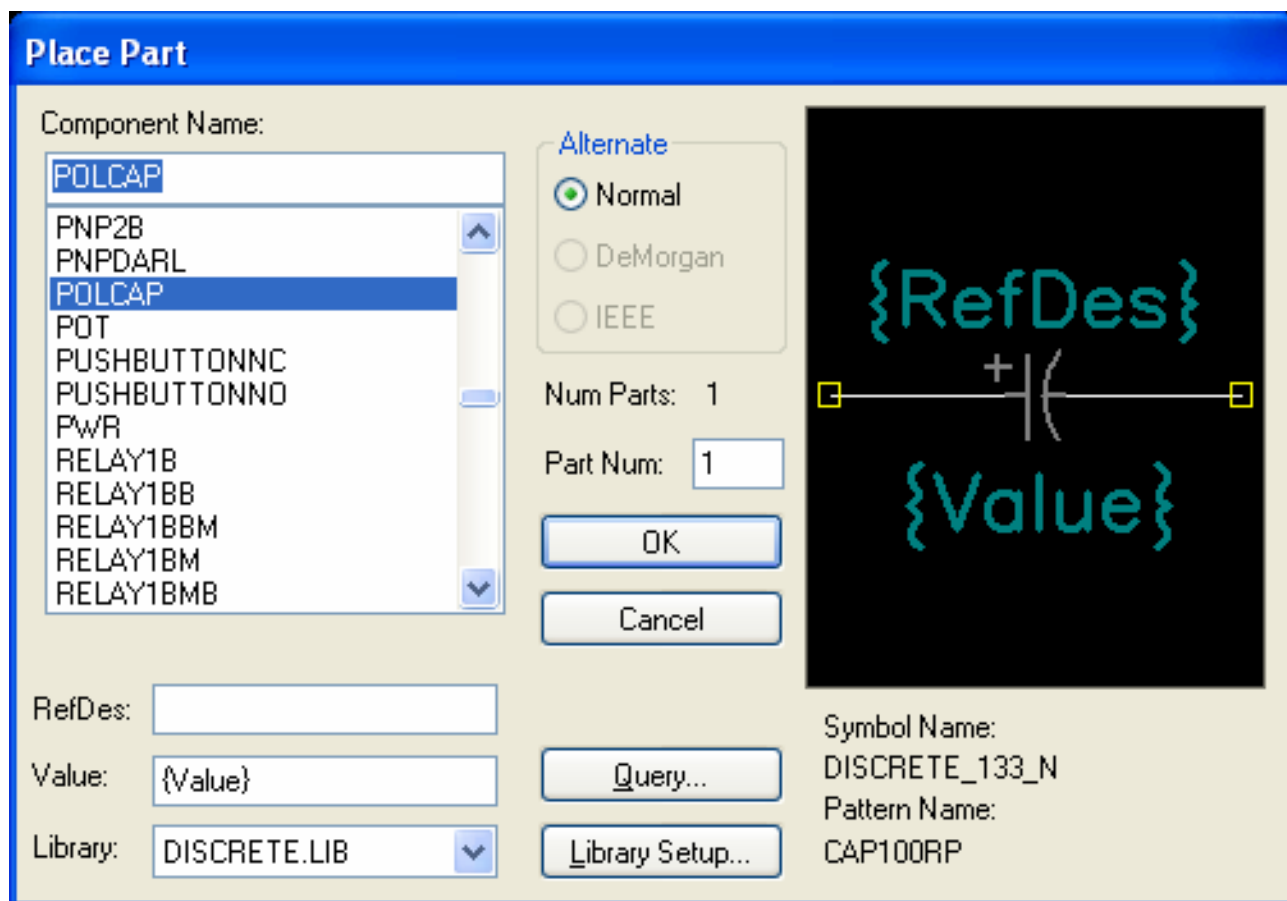 Place Part
Component Name:
POLCAP
PNP2B
PNPDARL
POLCAP
POT
PUSHBUTTONNC
PUSHBUTTONNO
PWR
RELAY1B
RELAY1BB
RELAY1BBM
RELAY1BM
RELAY1BMB
Alternate
Normal
DeMorgan
IEEE
Num Parts: 1
Part Num: 1
OK
Cancel
{RefDes}
+
{Value}
RefDes:
Value: {Value}
Library: DISCRETE.LIB
Query...
Library Setup...
Symbol Name:
DISCRETE_133_N
Pattern Name:
CAP100RP